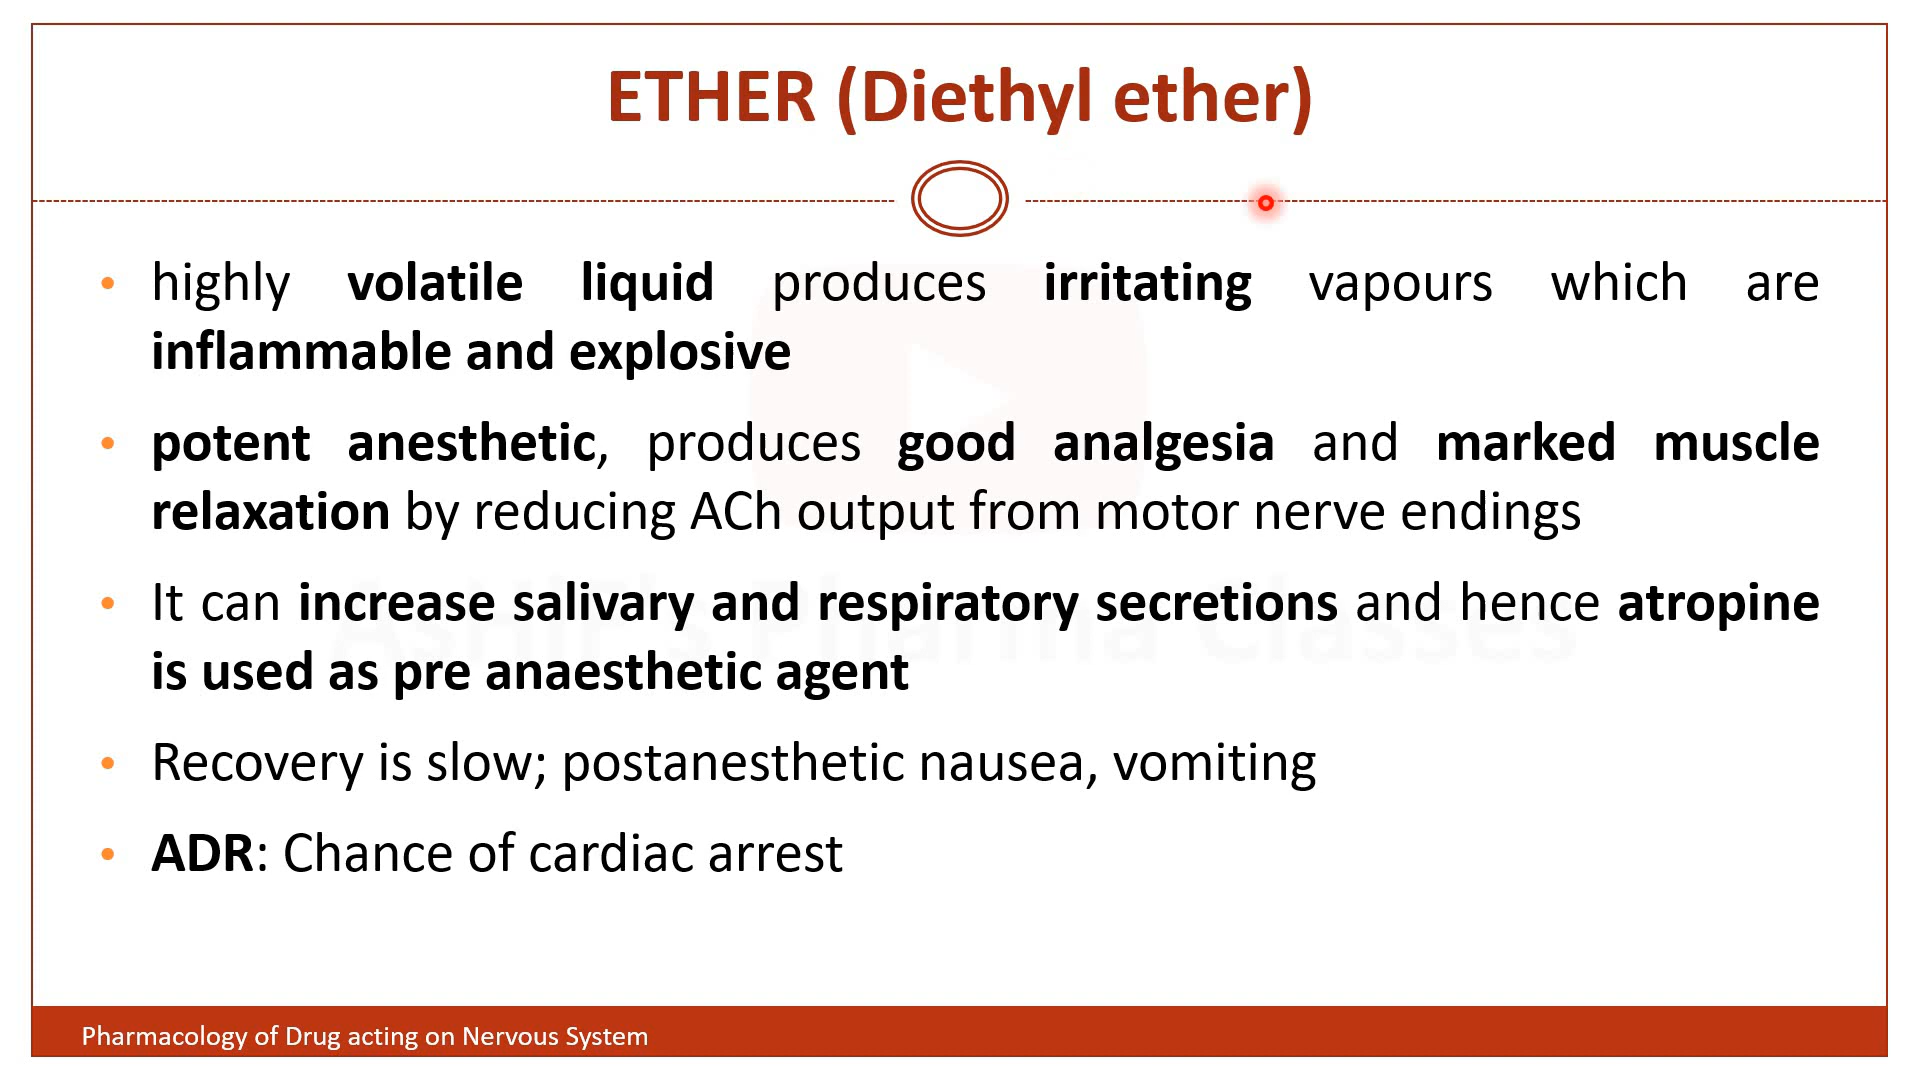 ETHER (Diethyl ether)
• highly volatile liquid produces irritating vapours which are
inflammable and explosive
• potent anesthetic, produces good analgesia and marked muscle
relaxation by reducing ACh output from motor nerve endings
• It can increase salivary and respiratory secretions and hence atropine
is used as pre anaesthetic agent
• Recovery is slow; postanesthetic nausea, vomiting
• ADR: Chance of cardiac arrest
Pharmacology of Drug acting on Nervous System